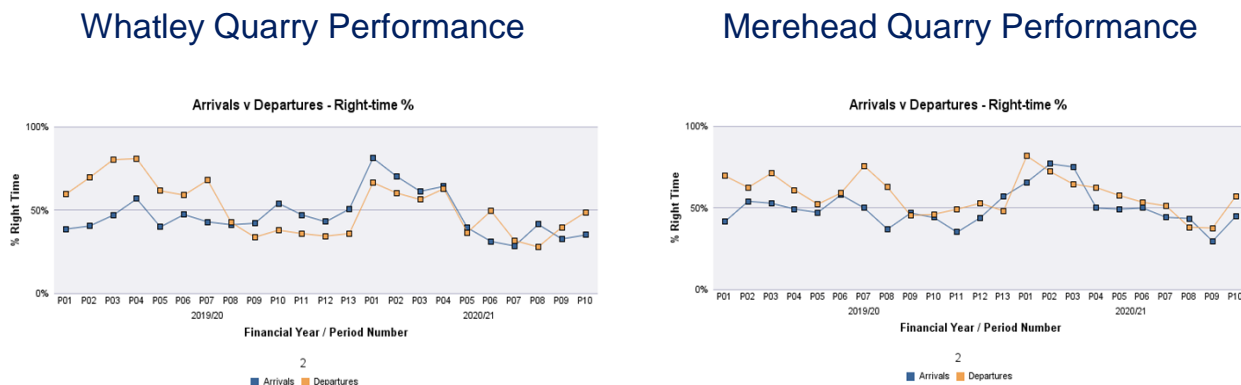 Whatley Quarry Performance
Arrivals v Departures - Right-time %
100%
50%
0%
% Right Time
P01 P02 P03 P04 P05 P06 P07 P08 P09 P10 P11 P12 P13 P01 P02 P03 P04 P05 P06 P07 P08 P09 P10
2019/20 2020/21
Financial Year / Period Number
2
Arrivals Departures
Merehead Quarry Performance
Arrivals v Departures - Right-time %
100%
50%
0%
% Right Time
P01 P02 P03 P04 P05 P06 P07 P08 P09 P10 P11 P12 P13 P01 P02 P03 P04 P05 P06 P07 P08 P09 P10
2019/20 2020/21
Financial Year / Period Number
2
Arrivals Departures